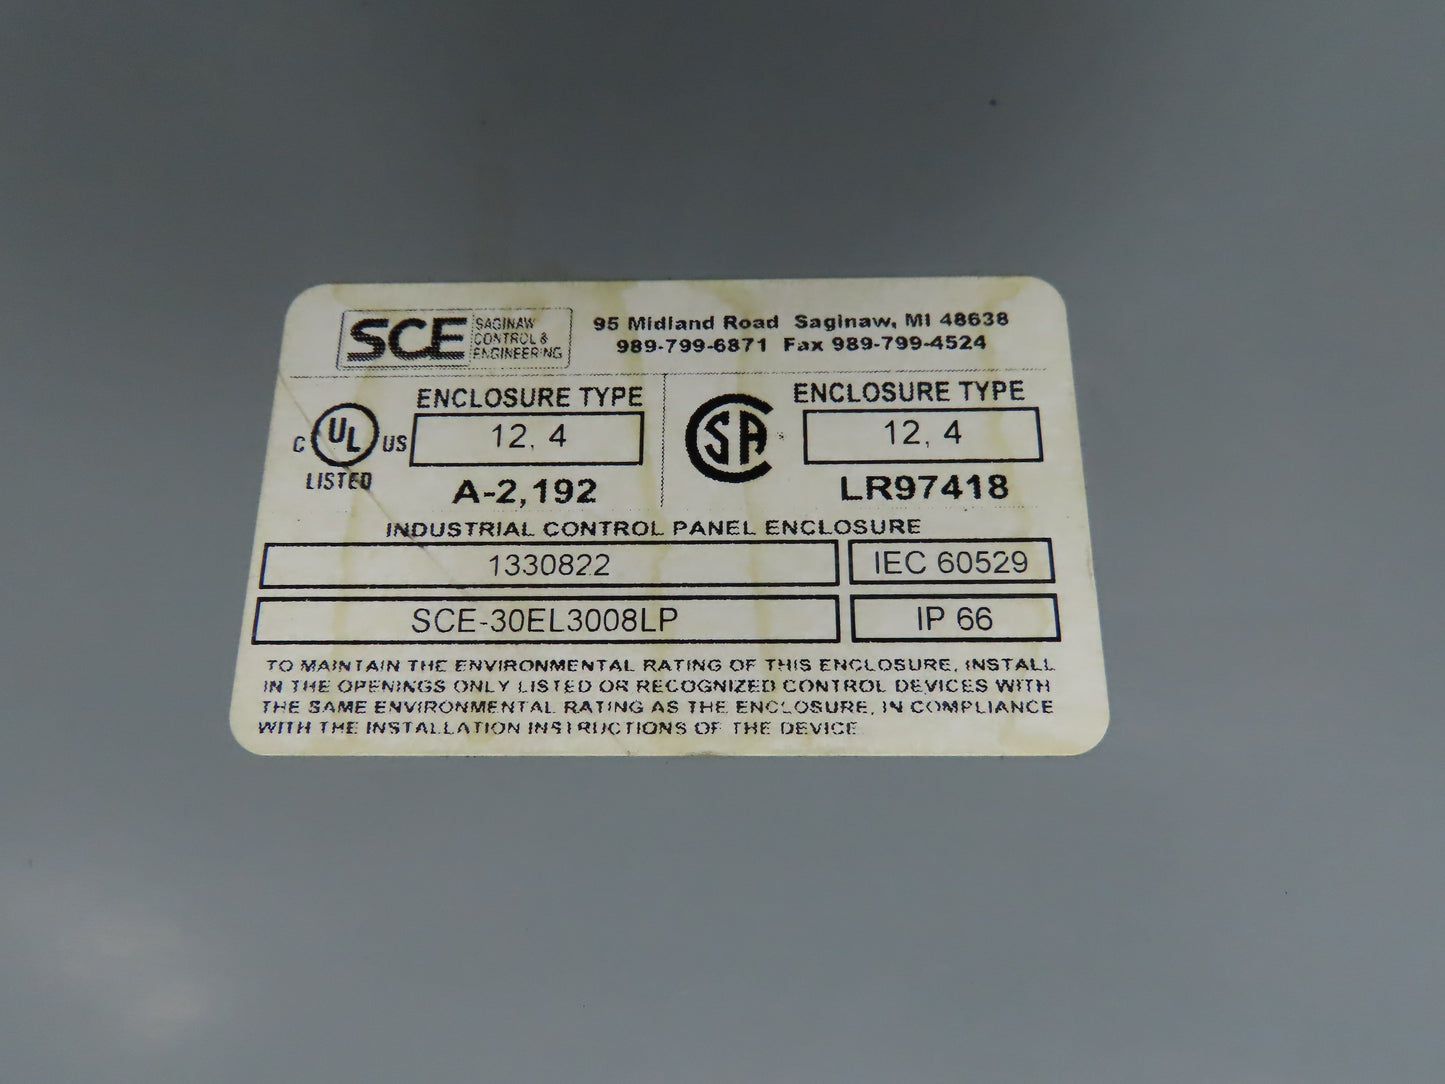 SCE SAGINAW CONTROL & ENGINEERING
95 Midland Road Saginaw, MI 48638
989-799-6871 Fax 989-799-4524
ENCLOSURE TYPE
C UL US
LISTED
12, 4
A-2,192
ENCLOSURE TYPE
CSA
12, 4
LR97418
INDUSTRIAL CONTROL PANEL ENCLOSURE
1330822 IEC 60529
SCE-30EL3008LP IP 66
TO MAINTAIN THE ENVIRONMENTAL RATING OF THIS ENCLOSURE, INSTALL
IN THE OPENINGS ONLY LISTED OR RECOGNIZED CONTROL DEVICES WITH
THE SAME ENVIRONMENTAL RATING AS THE ENCLOSURE, IN COMPLIANCE
WITH THE INSTALLATION INSTRUCTIONS OF THE DEVICE